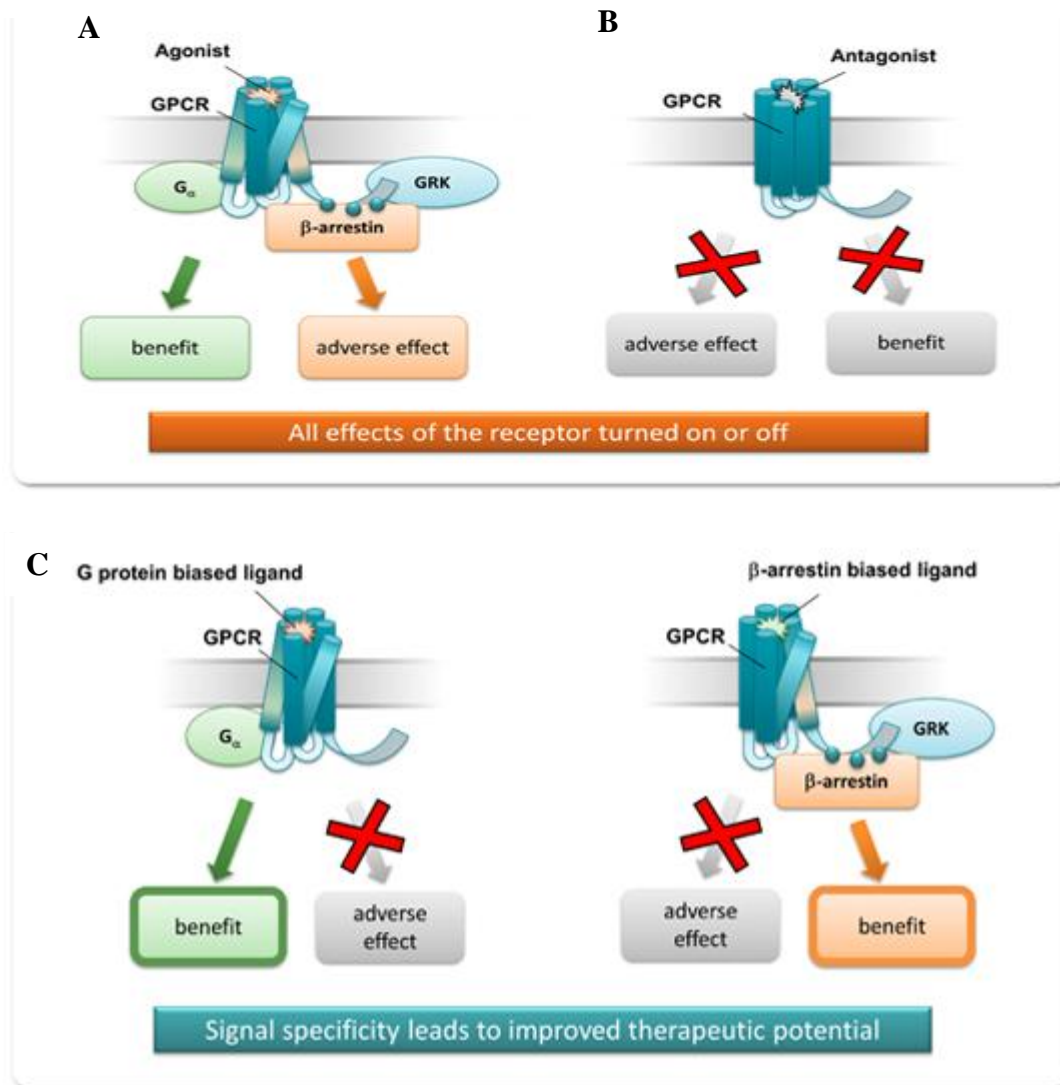 A
Agonist
GPCR
Gα
GRK
β-arrestin
benefit
adverse effect
B
Antagonist
GPCR
adverse effect
benefit
All effects of the receptor turned on or off
C
G protein biased ligand
GPCR
Gα
benefit
adverse
effect
β-arrestin biased ligand
GPCR
GRK
β-arrestin
adverse
effect
benefit
Signal specificity leads to improved therapeutic potential